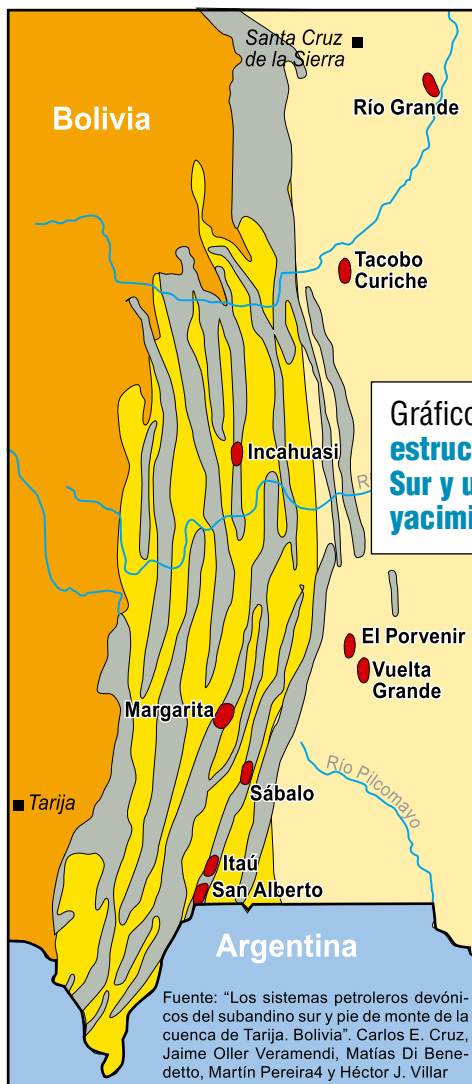 Santa Cruz
de la Sierra
Río Grande
Bolivia
Tacobo
Curiche
Gráfico
estruc
Sur y u
yacimi
Incahuasi
R
El Porvenir
Vuelta
Grande
Margarita
Río Pilcomayo
Sábalo
Tarija
Itaú
San Alberto
Argentina
Fuente: “Los sistemas petroleros devóni-
cos del subandino sur y pie de monte de la
cuenca de Tarija. Bolivia”. Carlos E. Cruz,
Jaime Oller Veramendi, Matías Di Bene-
detto, Martín Pereira4 y Héctor J. Villar